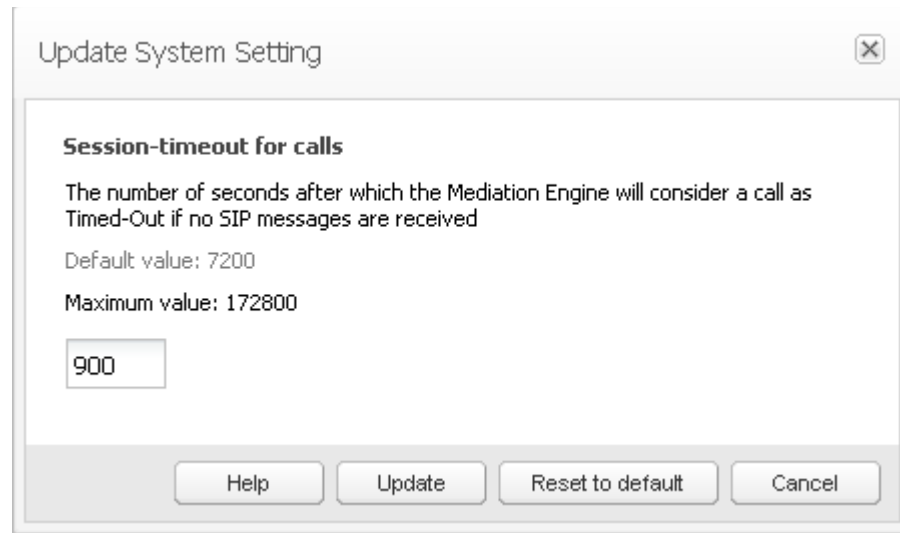 Update System Setting
Session-timeout for calls
The number of seconds after which the Mediation Engine will consider a call as
Timed-Out if no SIP messages are received
Default value: 7200
Maximum value: 172800
900
Help
Update
Reset to default
Cancel